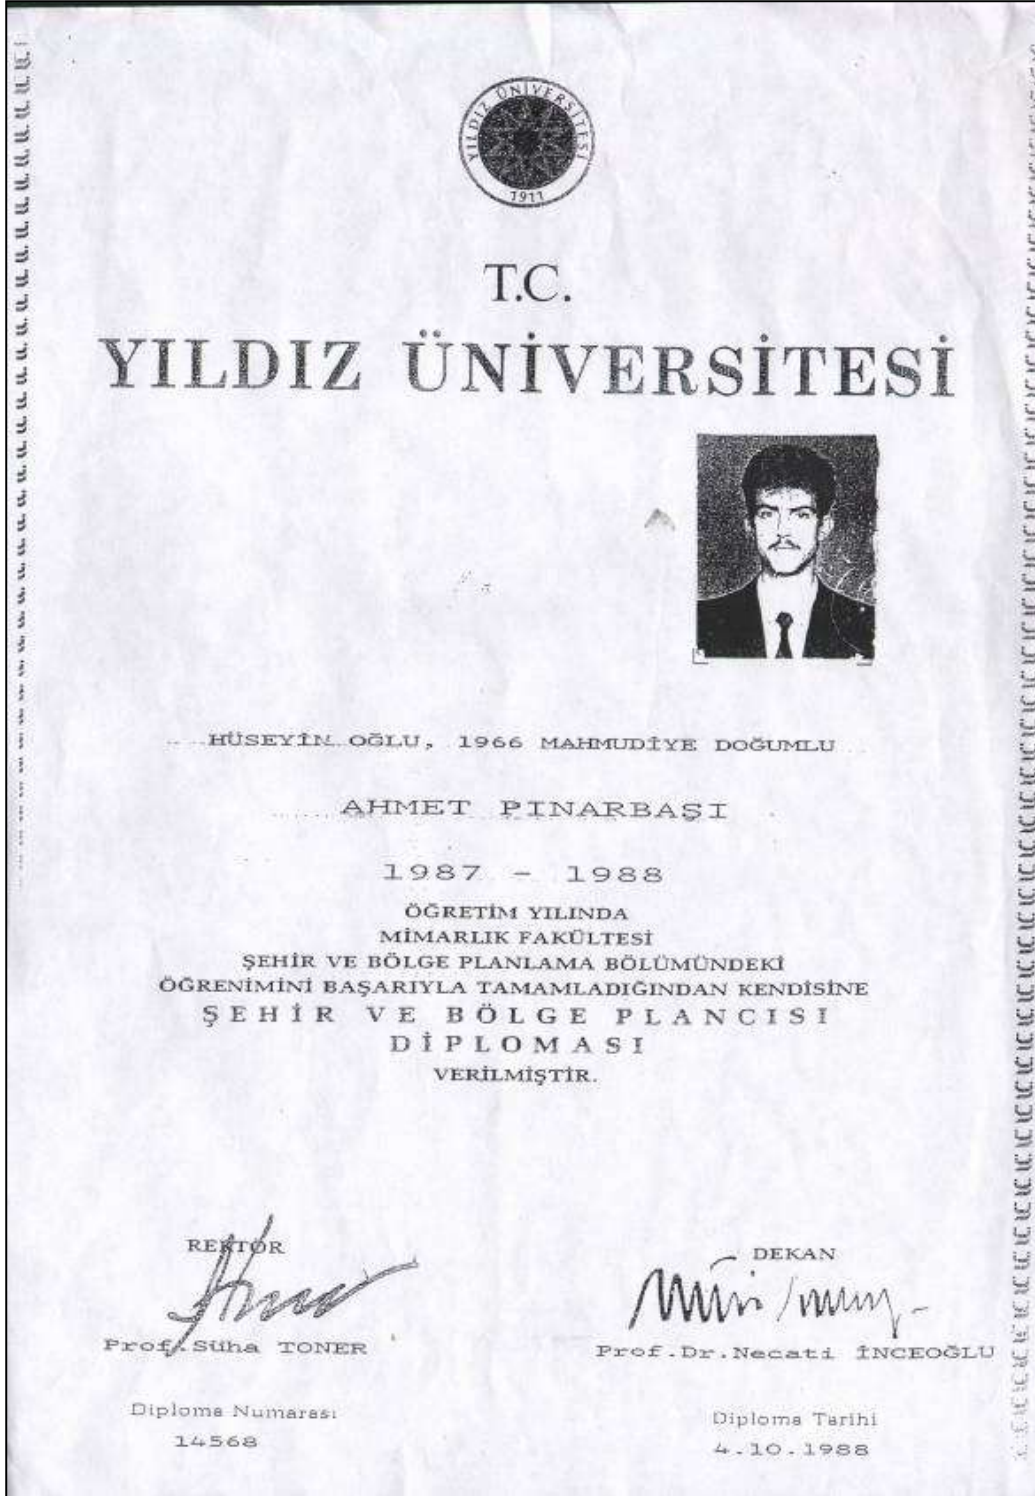 YILDIZ ÜNİVERSİTESİ
1911
T.C.
YILDIZ ÜNİVERSİTESİ
HÜSEYİN OĞLU, 1966 MAHMUDİYE DOĞUMLU
AHMET PINARBAŞI
1987 - 1988
ÖĞRETİM YILINDA
MİMARLIK FAKÜLTESİ
ŞEHİR VE BÖLGE PLANLAMA BÖLÜMÜNDEKİ
ÖĞRENİMİNİ BAŞARIYLA TAMAMLADIĞINDAN KENDİSİNE
ŞEHİR VE BÖLGE PLANCISI
DİPLOMASI
VERİLMİŞTİR.
REKTÖR
Prof.Süha TONER
DEKAN
Prof.Dr.Necati İNCEOĞLU
Diploma Numarası
14568
Diploma Tarihi
4.10.1988